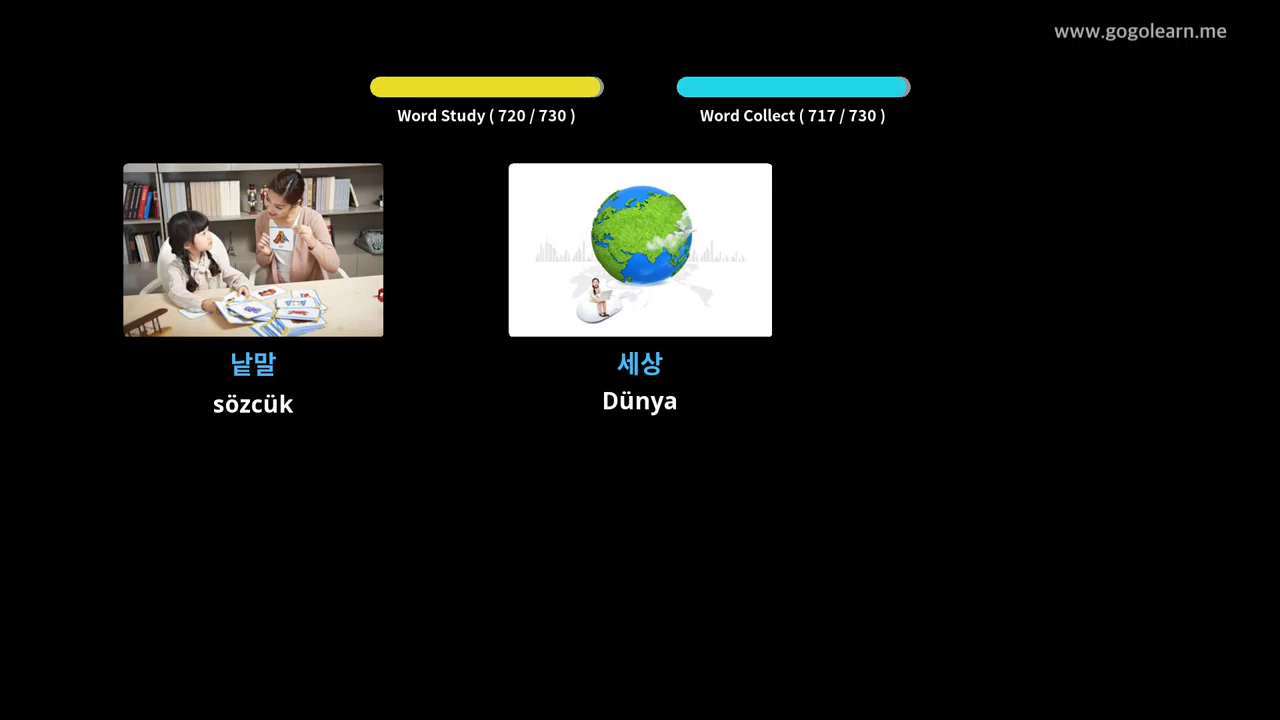 www.gogolearn.me
Word Study ( 720 / 730 )
Word Collect ( 717 / 730 )
낱말
sözcük
세상
Dünya